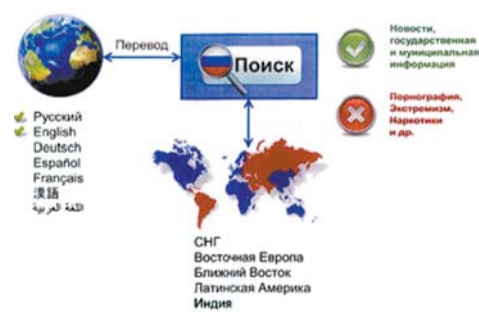 Перевод
Поиск
Новости,
государственная
и муниципальная
информация
Порнография,
Экстремизм,
Наркотики
и др.
Русский
English
Deutsch
Español
Français
漢語
اللغة العربية
СНГ
Восточная Европа
Ближний Восток
Латинская Америка
Индия